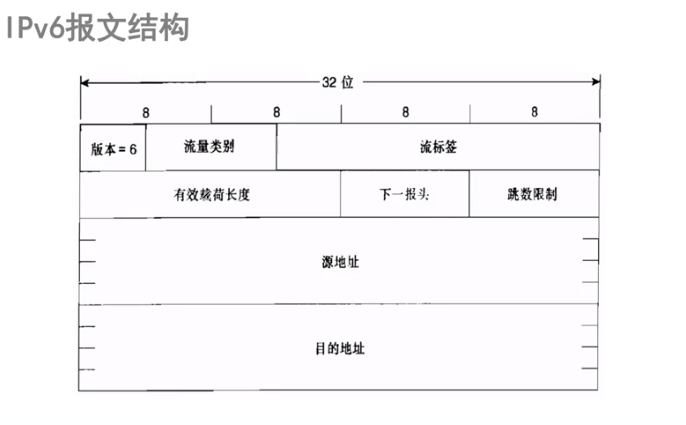 IPv6报文结构
32 位
8 8 8 8
版本=6 流量类别 流标签
有效载荷长度 下一报头 跳数限制
源地址
目的地址